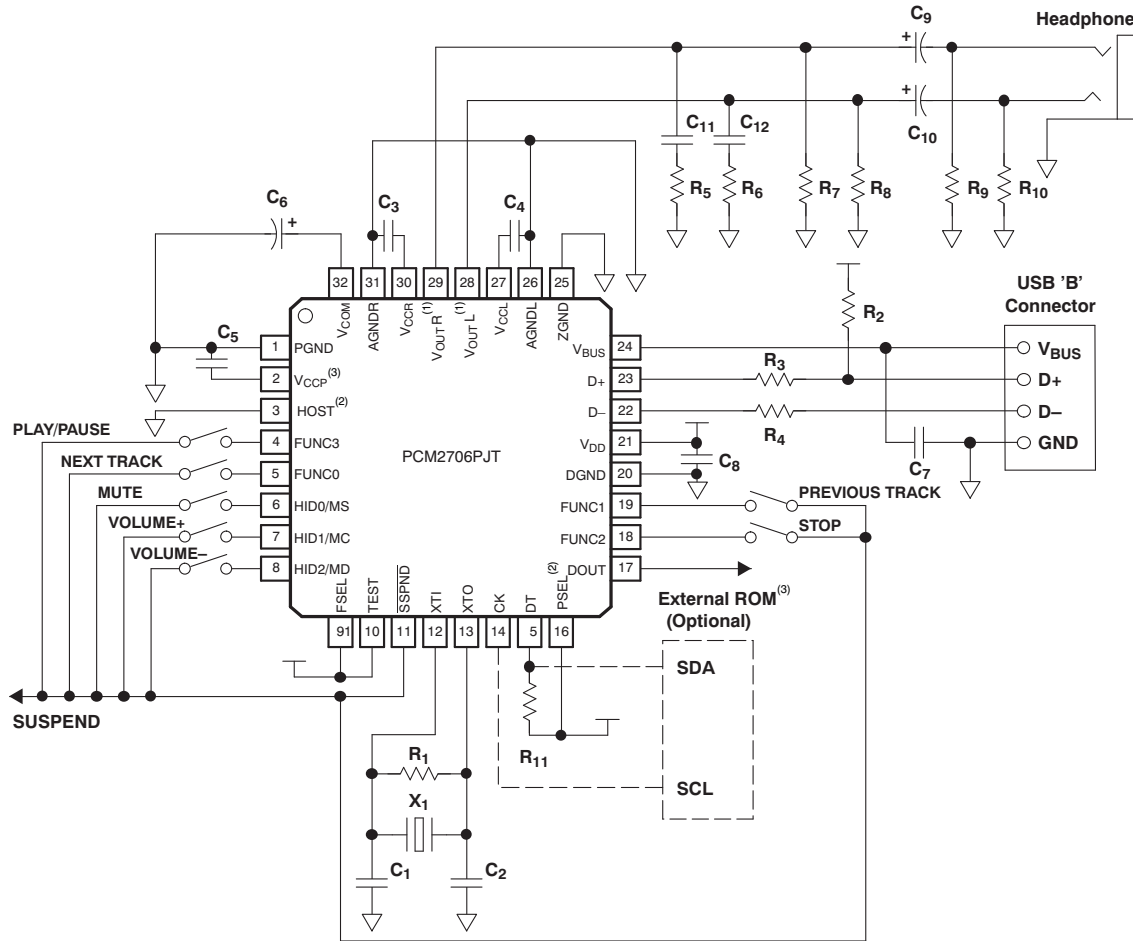 C9
Headphone
+
+
C10
C11
C12
R5
R6
R7
R8
R9
R10
C6
+
C3
C4
32
31
30
29
28
27
26
25
VCOM
AGNDR
VCCR
VOUTR(1)
VOUTL(1)
VCCL
AGNDL
ZGND
USB 'B'
Connector
R2
C5
1
PGND
VBUS
24
VBUS
2
VCCP(3)
D+
23
R3
D+
3
HOST(2)
D–
22
R4
D–
PLAY/PAUSE
4
FUNC3
PCM2706PJT
VDD
21
C8
C7
GND
NEXT TRACK
5
FUNC0
DGND
20
MUTE
6
HID0/MS
FUNC1
19
PREVIOUS TRACK
VOLUME+
7
HID1/MC
FUNC2
18
STOP
VOLUME–
8
HID2/MD
DOUT
17
FSEL
TEST
SSPND
XTI
XTO
CK
DT
PSEL(2)
91
10
11
12
13
14
5
16
External ROM(3)
(Optional)
SDA
SUSPEND
R11
SCL
R1
X1
C1
C2